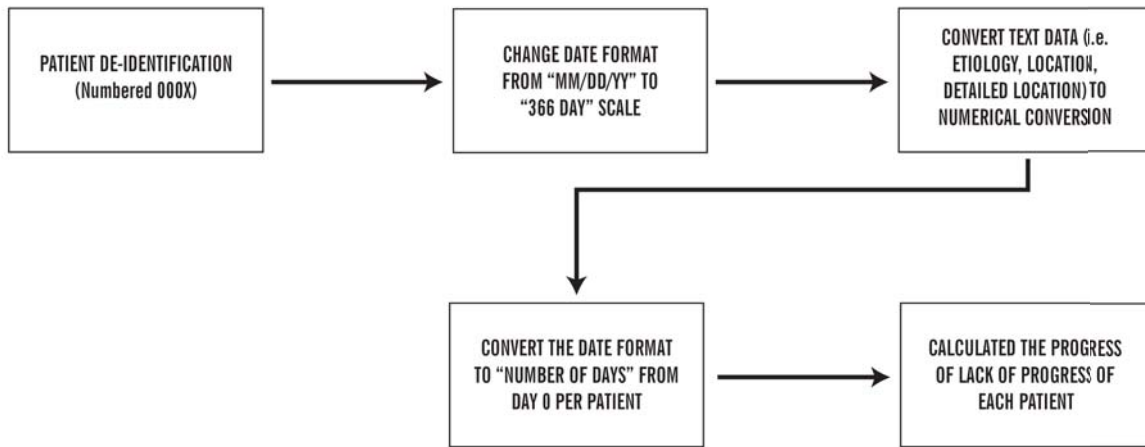 PATIENT DE-IDENTIFICATION
(Numbered 000X)
CHANGE DATE FORMAT
FROM “MM/DD/YY” TO
“366 DAY” SCALE
CONVERT TEXT DATA (i.e.
ETIOLOGY, LOCATION,
DETAILED LOCATION) TO
NUMERICAL CONVERSION
CONVERT THE DATE FORMAT
TO “NUMBER OF DAYS” FROM
DAY 0 PER PATIENT
CALCULATED THE PROGRESS
OF LACK OF PROGRESS OF
EACH PATIENT